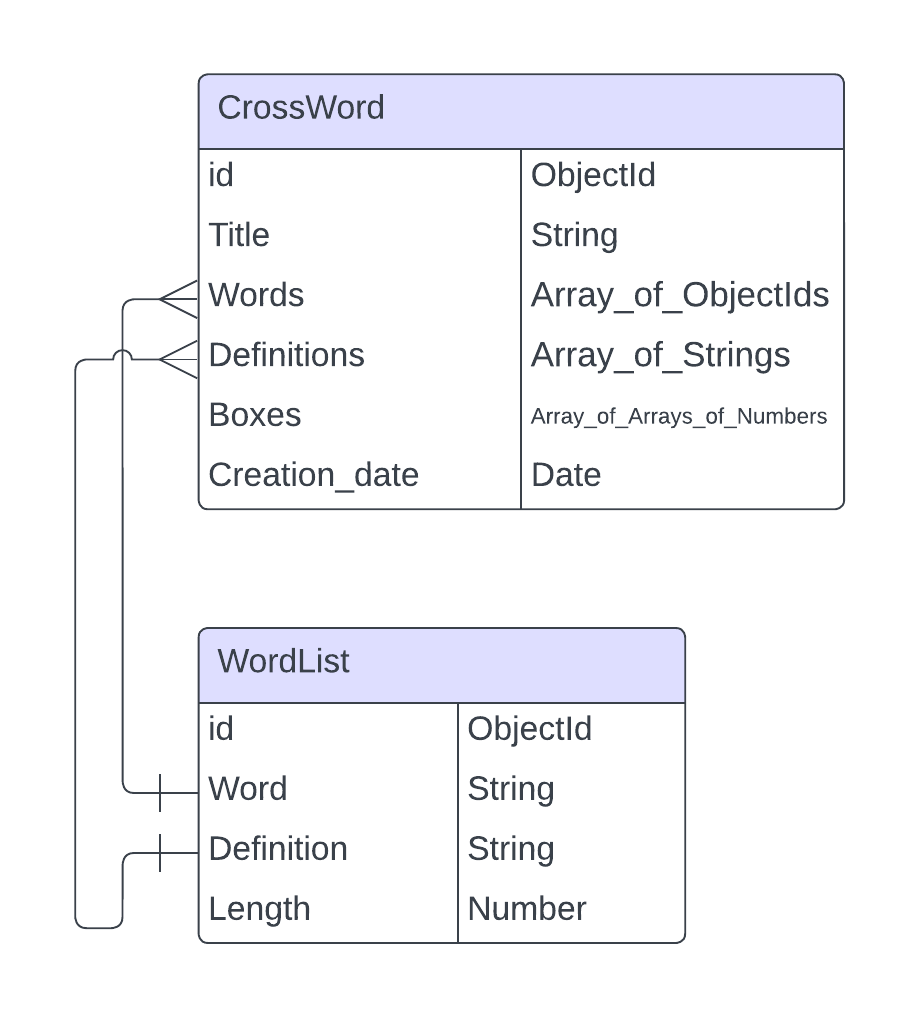 CrossWord
id ObjectId
Title String
Words Array_of_ObjectIds
Definitions Array_of_Strings
Boxes Array_of_Arrays_of_Numbers
Creation_date Date
WordList
id ObjectId
Word String
Definition String
Length Number